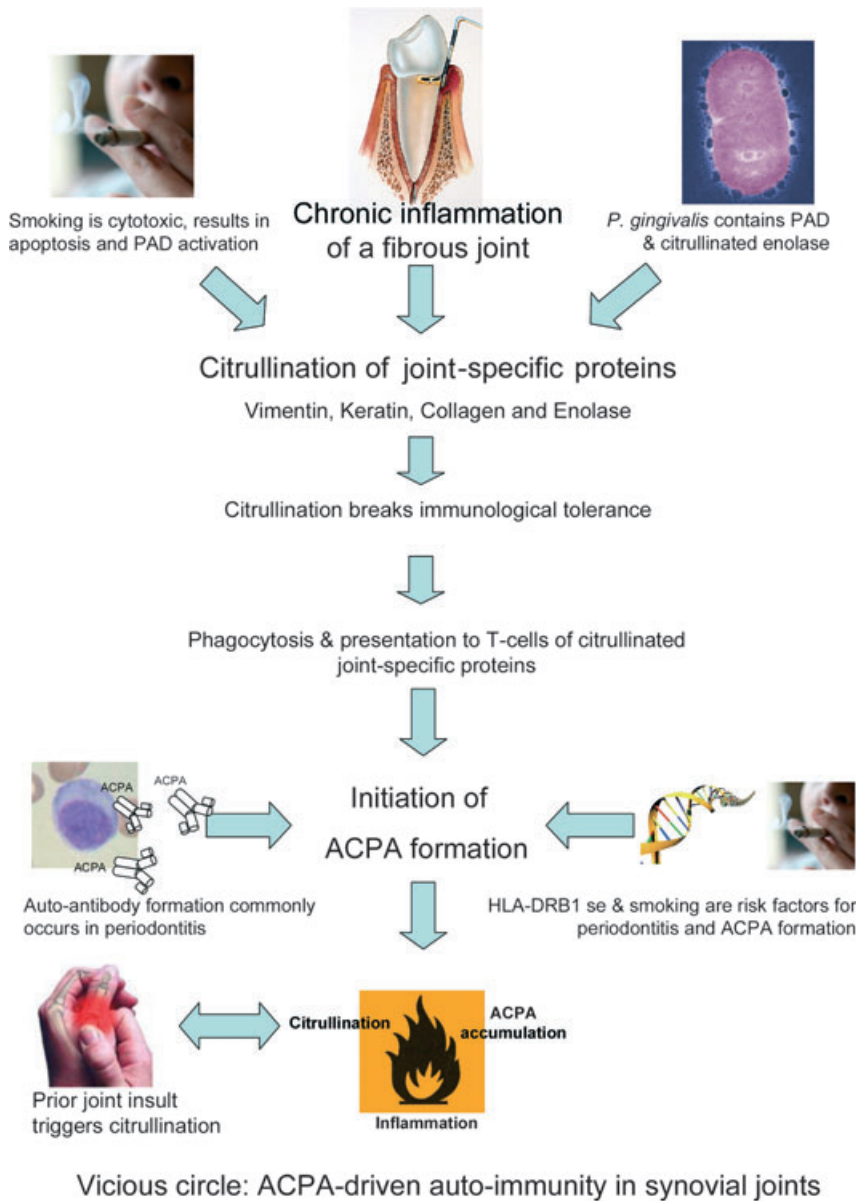 Smoking is cytotoxic, results in
apoptosis and PAD activation
Chronic inflammation
of a fibrous joint
P. gingivalis contains PAD
& citrullinated enolase
Citrullination of joint-specific proteins
Vimentin, Keratin, Collagen and Enolase
Citrullination breaks immunological tolerance
Phagocytosis & presentation to T-cells of citrullinated
joint-specific proteins
ACPA
ACPA
ACPA
Auto-antibody formation commonly
occurs in periodontitis
Initiation of
ACPA formation
HLA-DRB1 se & smoking are risk factors for
periodontitis and ACPA formation
Prior joint insult
triggers citrullination
Citrullination
ACPA
accumulation
Inflammation
Vicious circle: ACPA-driven auto-immunity in synovial joints